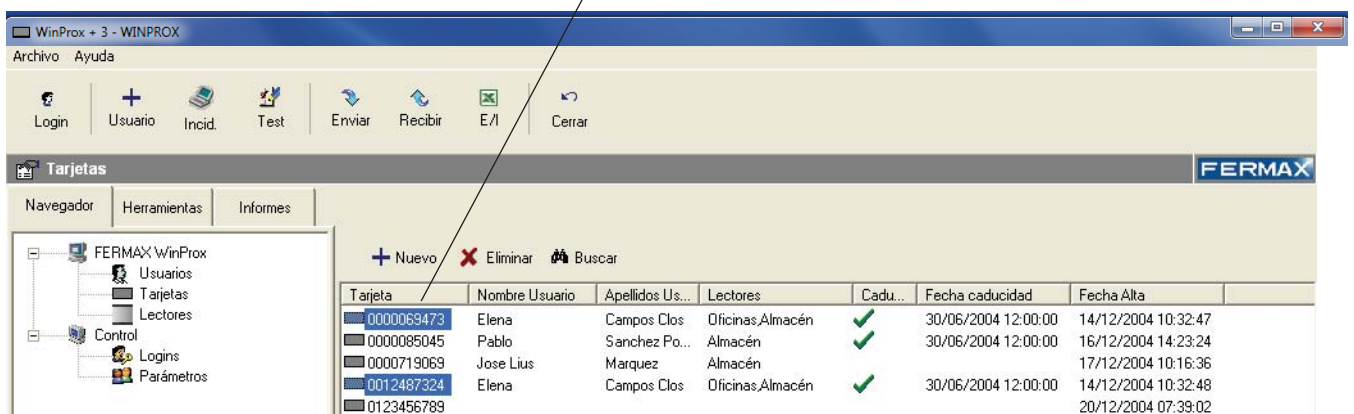 WinProx + 3 - WINPROX
Archivo Ayuda
Login Usuario Incid. Test Enviar Recibir E/I Cerrar
Tarjetas FERMAX
Navegador Herramientas Informes
FERMAX WinProx
Usuarios
Tarjetas
Lectores
Control
Logins
Parámetros
Nuevo Eliminar Buscar
Tarjeta Nombre Usuario Apellidos Us... Lectores Cadu... Fecha caducidad Fecha Alta
0000069473 Elena Campos Clos Oficinas,Almacén 30/06/2004 12:00:00 14/12/2004 10:32:47
0000085045 Pablo Sanchez Po... Almacén 30/06/2004 12:00:00 16/12/2004 14:23:24
0000719069 Jose Lius Marquez Almacén 17/12/2004 10:16:36
0012487324 Elena Campos Clos Oficinas,Almacén 30/06/2004 12:00:00 14/12/2004 10:32:48
0123456789 20/12/2004 07:39:02